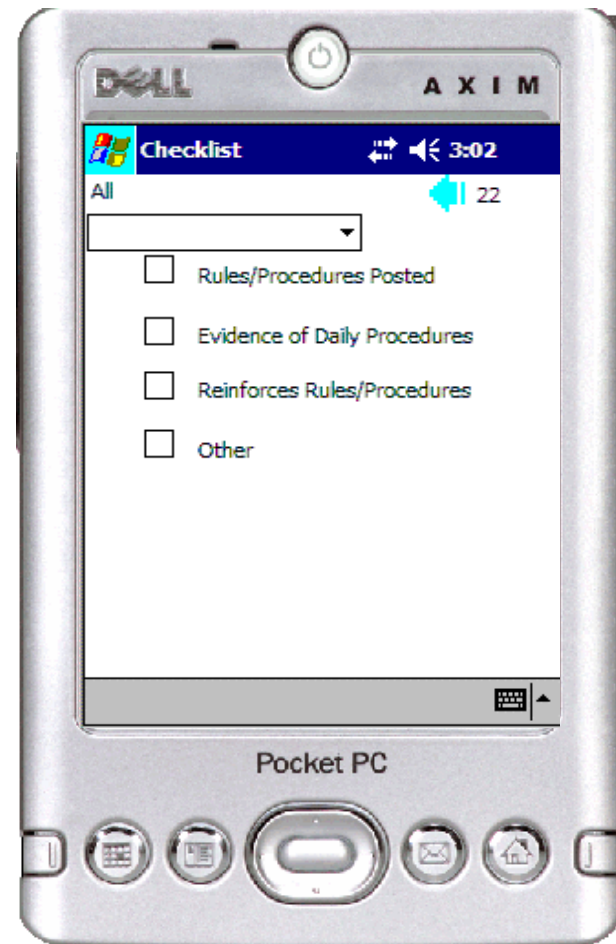 DELL
A X I M
Checklist 3:02
All 22
Rules/Procedures Posted
Evidence of Daily Procedures
Reinforces Rules/Procedures
Other
Pocket PC